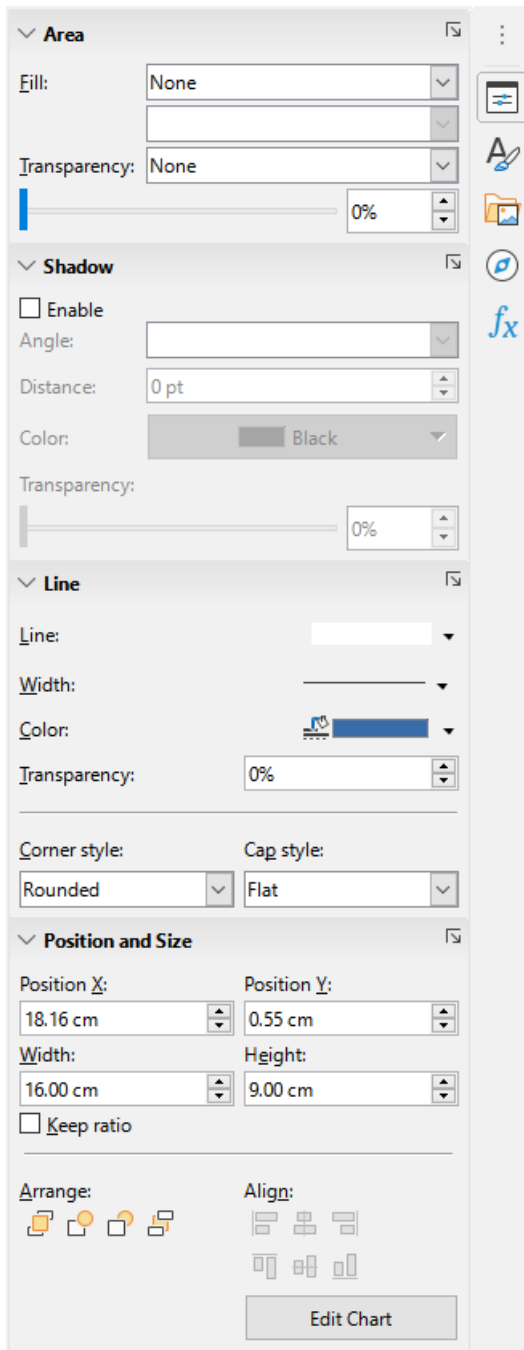 Area
Fill: None
Transparency: None
0%
Shadow
Enable
Angle:
Distance: 0 pt
Color: Black
Transparency:
0%
Line
Line:
Width:
Color:
Transparency: 0%
Corner style: Cap style:
Rounded Flat
Position and Size
Position X: Position Y:
18.16 cm 0.55 cm
Width: Height:
16.00 cm 9.00 cm
Keep ratio
Arrange: Align:
Edit Chart
A
fx